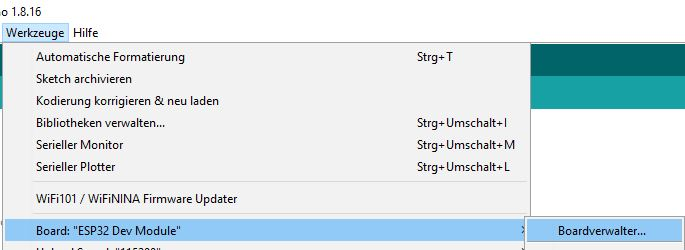 o 1.8.16
Werkzeuge Hilfe
Automatische Formatierung Strg+T
Sketch archivieren
Kodierung korrigieren & neu laden
Bibliotheken verwalten... Strg+Umschalt+I
Serieller Monitor Strg+Umschalt+M
Serieller Plotter Strg+Umschalt+L
WiFi101 / WiFiNINA Firmware Updater
Board: "ESP32 Dev Module" Boardverwalter...